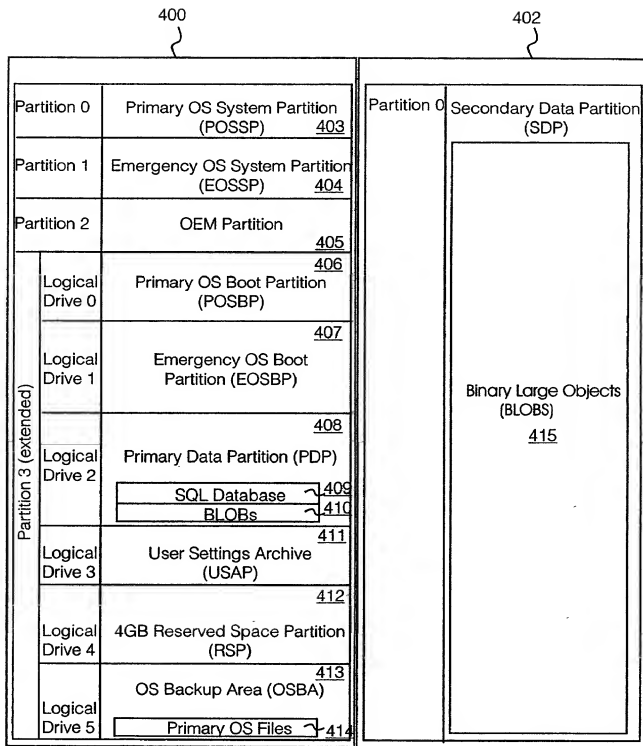 400
402
Partition 0
Primary OS System Partition
(POSSP)
403
Partition 1
Emergency OS System Partition
(EOSSP)
404
Partition 2
OEM Partition
405
Partition 3 (extended)
406
Logical
Drive 0
Primary OS Boot Partition
(POSBP)
407
Logical
Drive 1
Emergency OS Boot
Partition (EOSBP)
408
Logical
Drive 2
Primary Data Partition (PDP)
SQL Database
409
BLOBs
410
411
Logical
Drive 3
User Settings Archive
(USAP)
412
Logical
Drive 4
4GB Reserved Space Partition
(RSP)
413
OS Backup Area (OSBA)
Logical
Drive 5
Primary OS Files
414
Partition 0
Secondary Data Partition
(SDP)
Binary Large Objects
(BLOBS)
415